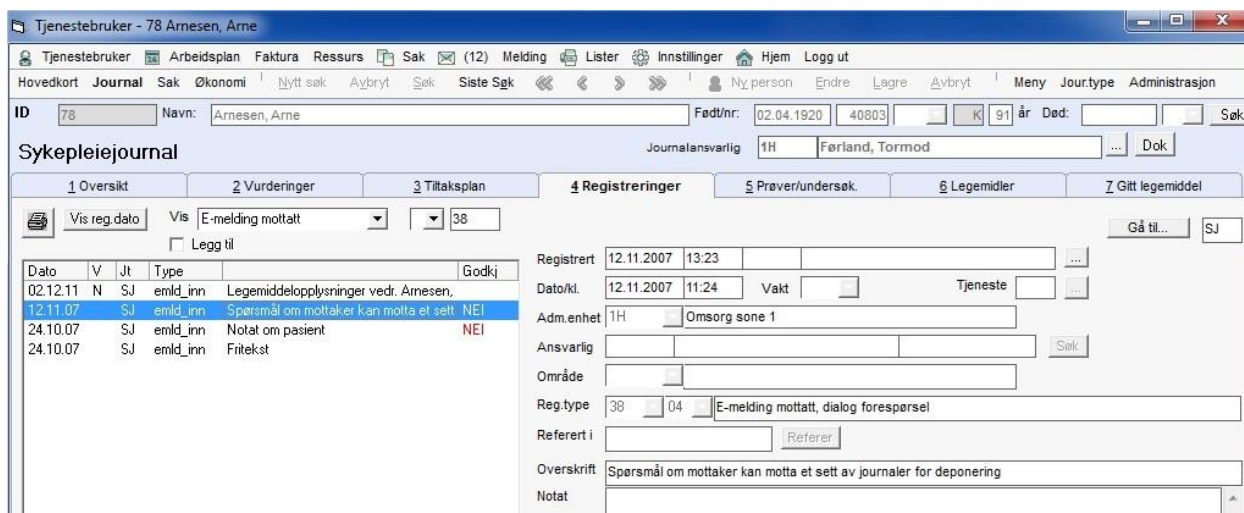 Tjenestebruker - 78 Arnesen, Arne
Tjenestebruker Arbeidsplan Faktura Ressurs Sak (12) Melding Lister Innstillinger Hjem Logg ut
Hovedkort Journal Sak Økonomi Nytt søk Avbryt Søk Siste Søk Ny person Endre Lagre Avbryt Meny Jour.type Administrasjon
ID 78 Navn: Arnesen, Arne Født/nr: 02.04.1920 40803 K 91 år Død: Søk
Sykepleiejournal Journalansvarlig 1H Førland, Tormod ... Dok
1 Oversikt 2 Vurderinger 3 Tiltaksplan 4 Registreringer 5 Prøver/undersøk. 6 Legemidler 7 Gitt legemiddel
Vis reg.dato Vis E-melding mottatt 38 Gå til... SJ
Legg til
Registrert 12.11.2007 13:23 ...
Dato V Jt Type Godkj
02.12.11 N SJ emld_inn Legemiddelopplysninger vedr. Arnesen,
12.11.07 SJ emld_inn Spørsmål om mottaker kan motta et sett NEI
24.10.07 SJ emld_inn Notat om pasient NEI
24.10.07 SJ emld_inn Fritekst
Dato/kl. 12.11.2007 11:24 Vakt Tjeneste ...
Adm.enhet 1H Omsorg sone 1
Ansvarlig Søk
Område
Reg.type 38 04 E-melding mottatt, dialog forespørsel
Referert i Referer
Overskrift Spørsmål om mottaker kan motta et sett av journaler for deponering
Notat